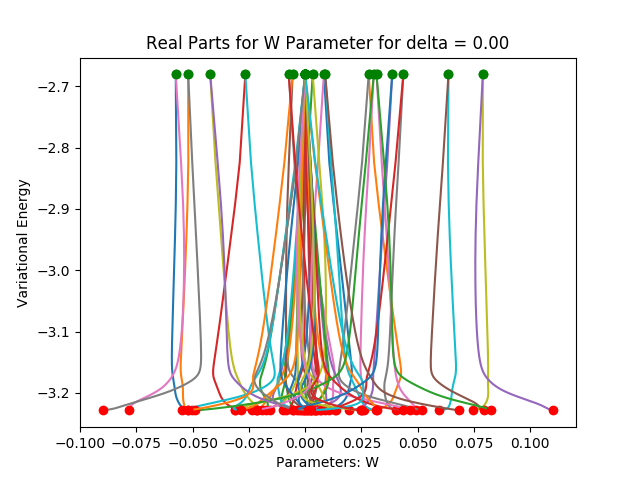 Real Parts for W Parameter for delta = 0.00
Variational Energy
−2.7
−2.8
−2.9
−3.0
−3.1
−3.2
−0.100 −0.075 −0.050 −0.025 0.000 0.025 0.050 0.075 0.100
Parameters: W